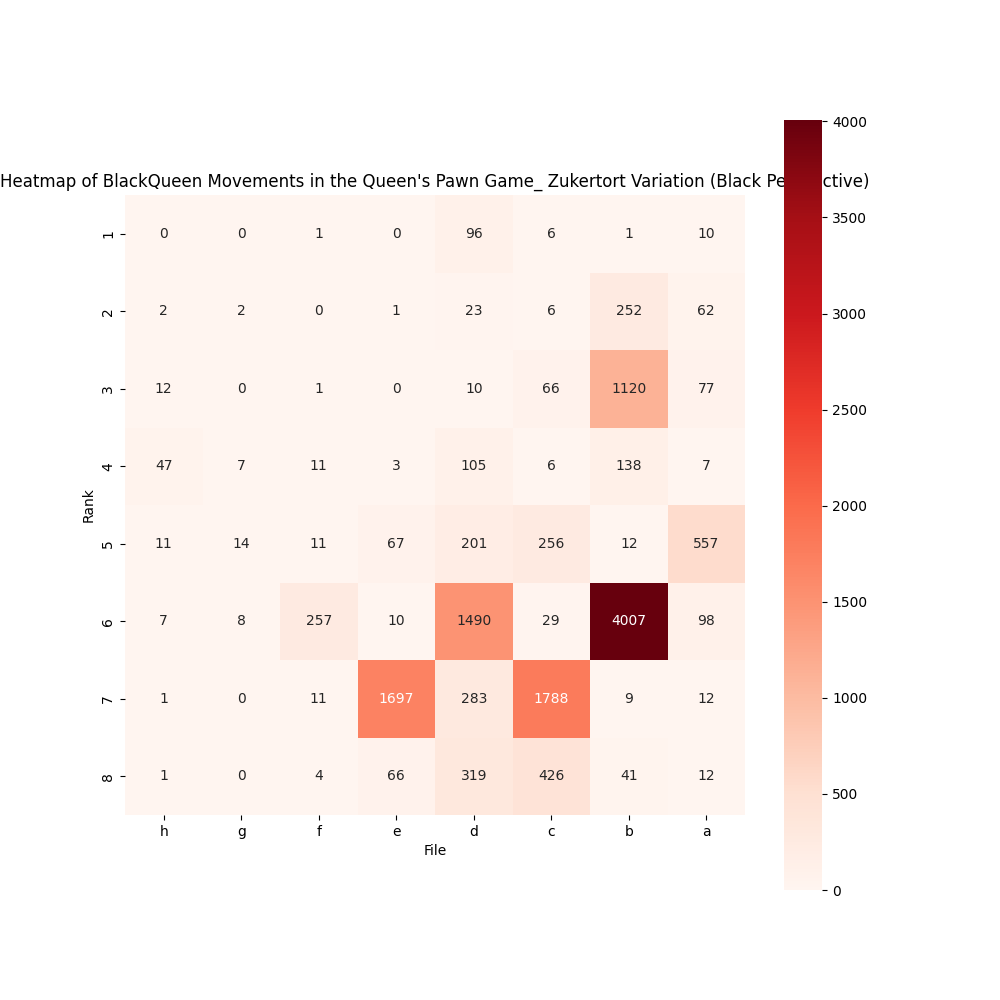 4000
Heatmap of BlackQueen Movements in the Queen's Pawn Game_ Zukertort Variation (Black Pe ctive)
3500
1 0 0 1 0 96 6 1 10
3000
2 2 2 0 1 23 6 252 62
3 12 0 1 0 10 66 1120 77
2500
4 47 7 11 3 105 6 138 7
Rank
2000
5 11 14 11 67 201 256 12 557
1500
6 7 8 257 10 1490 29 4007 98
1000
7 1 0 11 1697 283 1788 9 12
8 1 0 4 66 319 426 41 12
500
h g f e d c b a
File
0